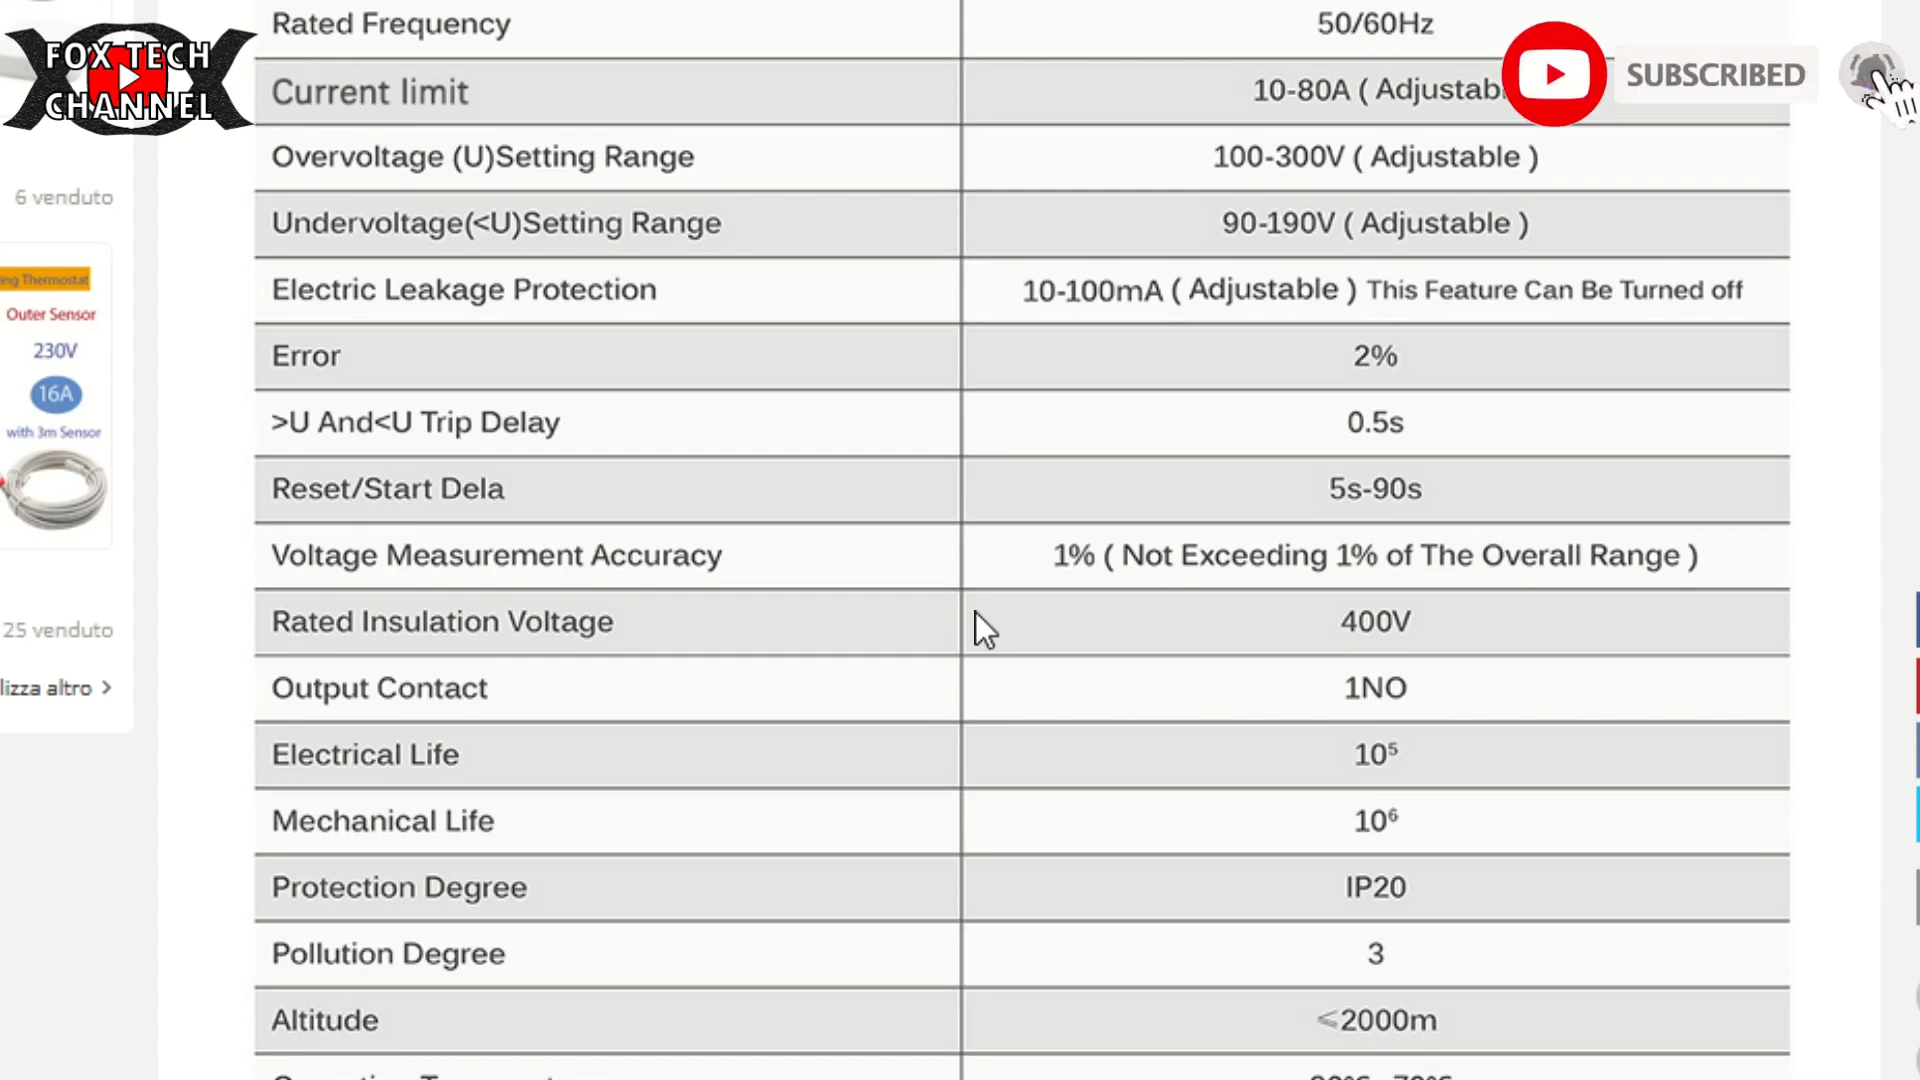 FOX TECH
CHANNEL
SUBSCRIBED
6 venduto
ing Thermostat
Outer Sensor
230V
16A
with 3m Sensor
25 venduto
lizza altro >
Rated Frequency 50/60Hz
Current limit 10-80A ( Adjustab
Overvoltage (U)Setting Range 100-300V ( Adjustable )
Undervoltage(<U)Setting Range 90-190V ( Adjustable )
Electric Leakage Protection 10-100mA ( Adjustable ) This Feature Can Be Turned off
Error 2%
>U And<U Trip Delay 0.5s
Reset/Start Dela 5s-90s
Voltage Measurement Accuracy 1% ( Not Exceeding 1% of The Overall Range )
Rated Insulation Voltage 400V
Output Contact 1NO
Electrical Life 10⁵
Mechanical Life 10⁶
Protection Degree IP20
Pollution Degree 3
Altitude ⩽2000m